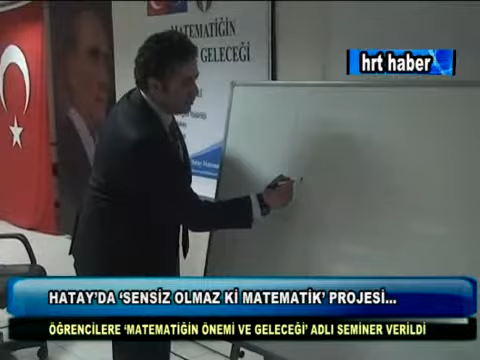 MATEMATİĞİN
GELECEĞİ
hrt haber
HATAY'DA 'SENSİZ OLMAZ Kİ MATEMATİK' PROJESİ...
ÖĞRENCİLERE 'MATEMATİĞİN ÖNEMİ VE GELECEĞİ' ADLI SEMİNER VERİLDİ